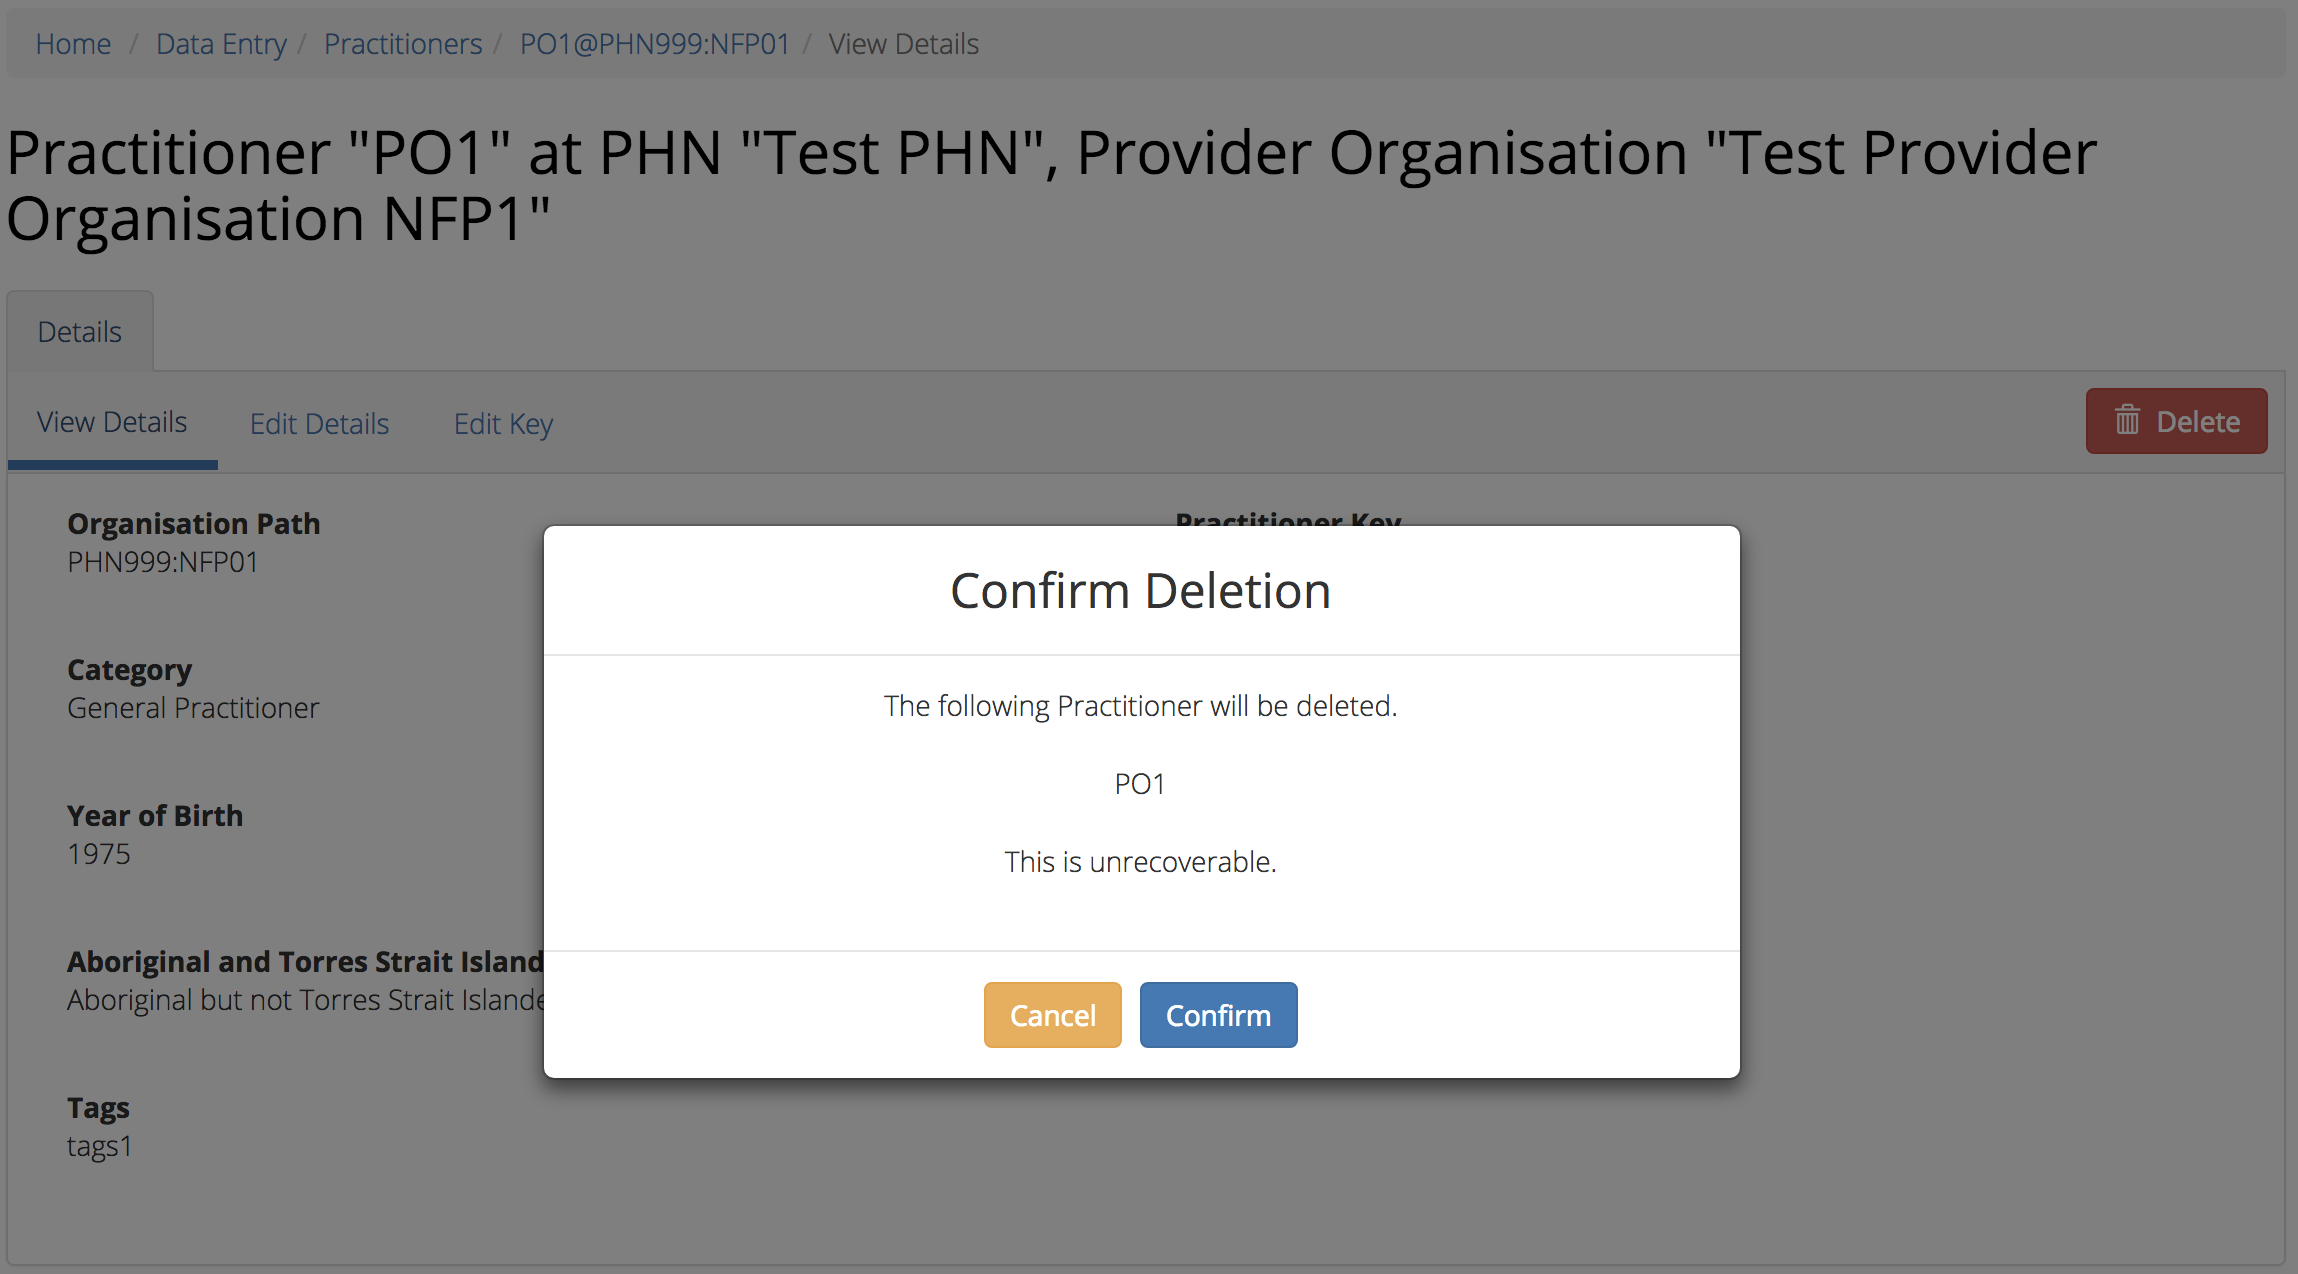 Home / Data Entry / Practitioners / PO1@PHN999:NFP01 / View Details
Practitioner "PO1" at PHN "Test PHN", Provider Organisation "Test Provider
Organisation NFP1"
Details
View Details
Edit Details
Edit Key
Delete
Organisation Path
PHN999:NFP01
Practitioner Key
Category
General Practitioner
Year of Birth
1975
Aboriginal and Torres Strait Island
Aboriginal but not Torres Strait Islande
Tags
tags1
Confirm Deletion
The following Practitioner will be deleted.
PO1
This is unrecoverable.
Cancel
Confirm